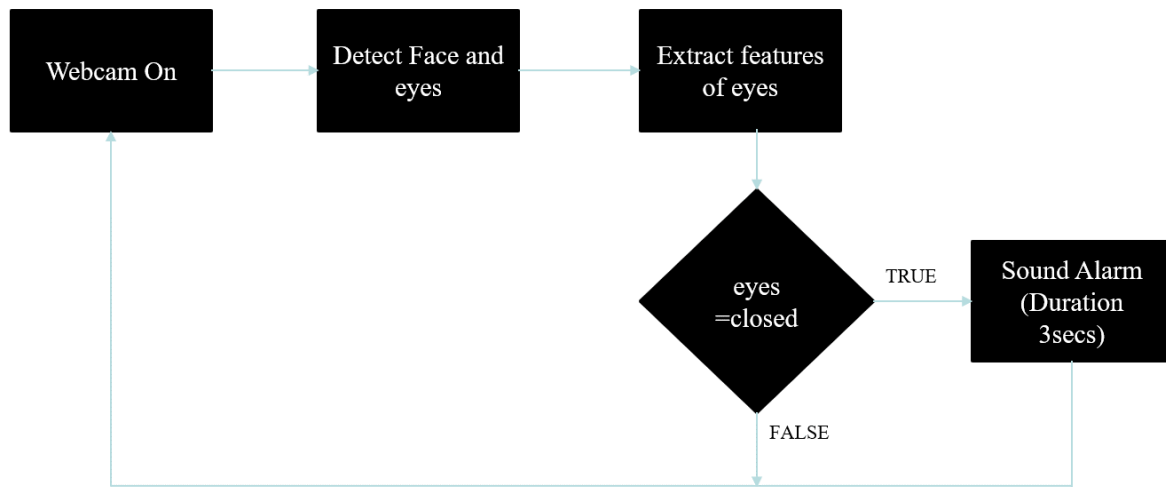 Webcam On
Detect Face and
eyes
Extract features
of eyes
eyes
=closed
TRUE
Sound Alarm
(Duration
3secs)
FALSE